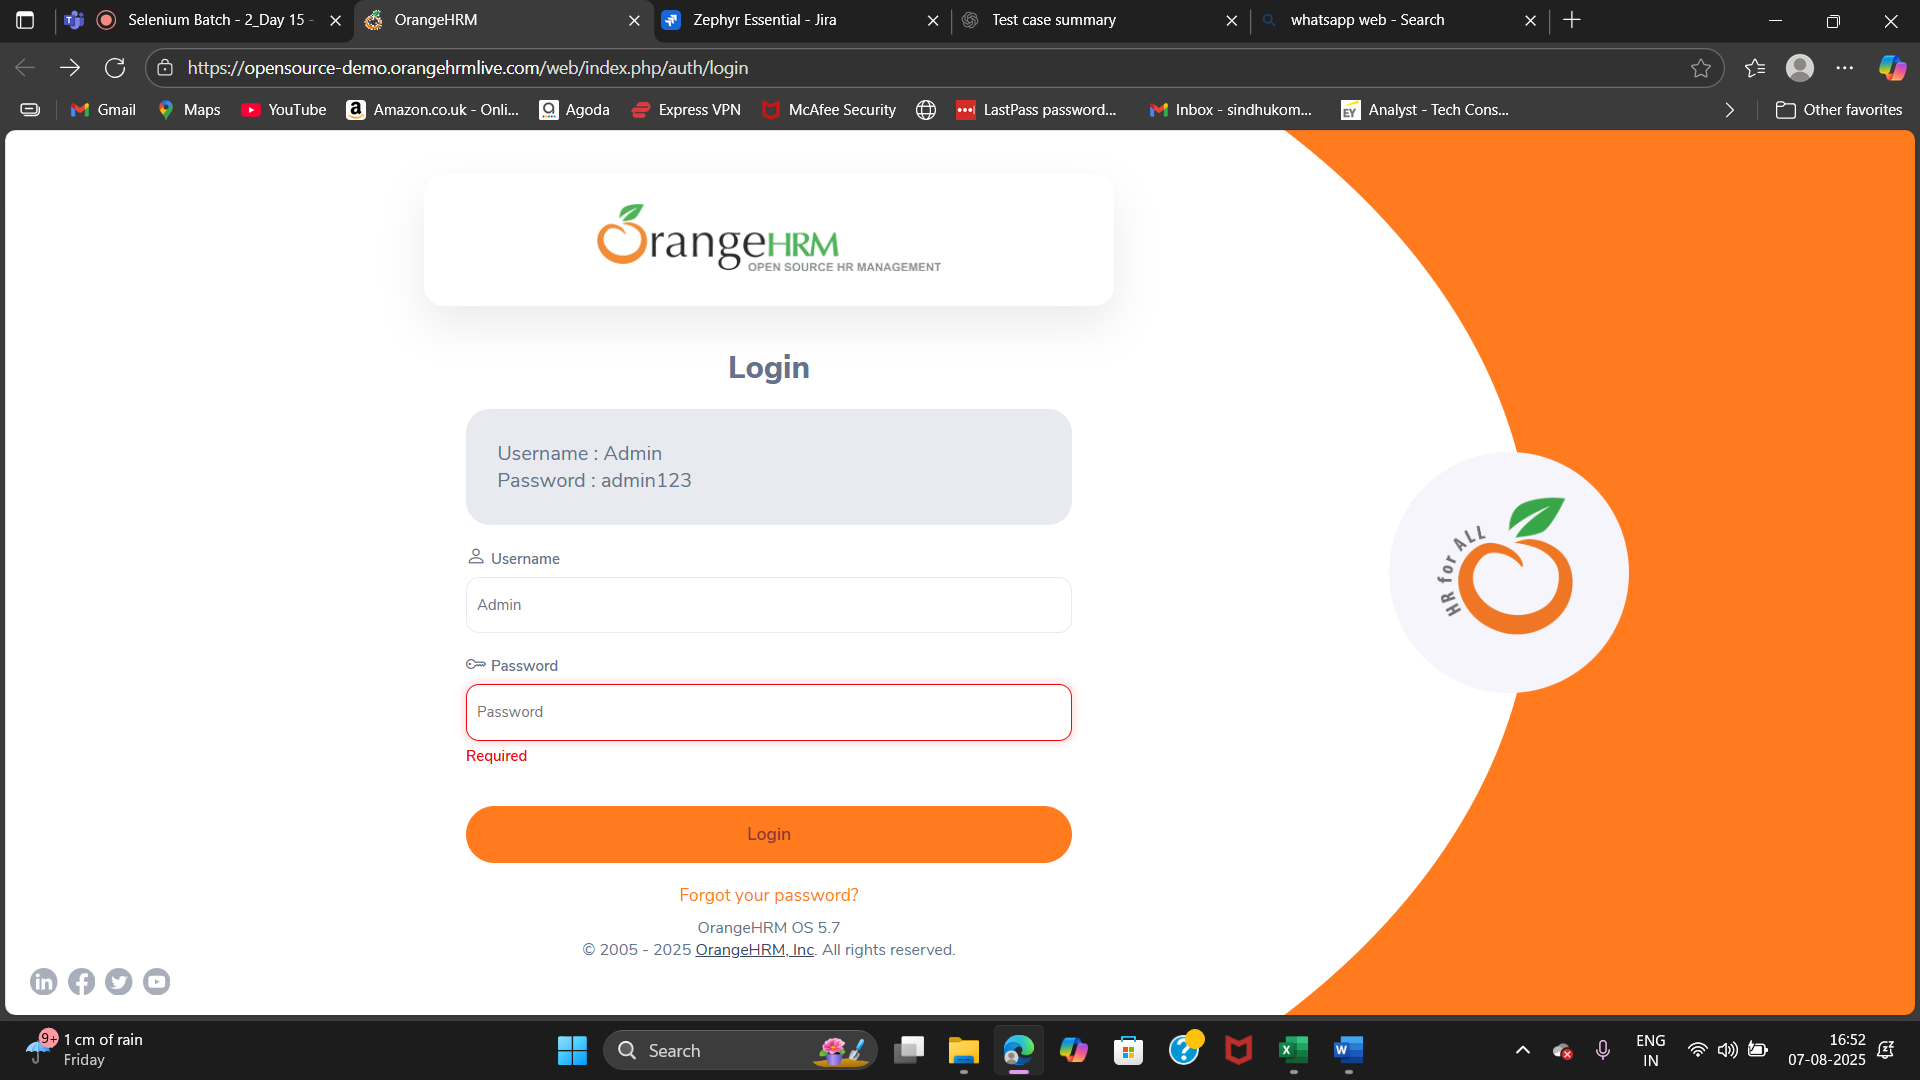 Selenium Batch - 2_Day 15 -
OrangeHRM
Zephyr Essential - Jira
Test case summary
whatsapp web - Search
https://opensource-demo.orangehrmlive.com/web/index.php/auth/login
Gmail
Maps
YouTube
Amazon.co.uk - Onli...
Agoda
Express VPN
McAfee Security
LastPass password...
Inbox - sindhukom...
EY
Analyst - Tech Cons...
Other favorites
OrangeHRM
OPEN SOURCE HR MANAGEMENT
Login
Username : Admin
Password : admin123
Username
Admin
Password
Password
Required
Login
Forgot your password?
OrangeHRM OS 5.7
© 2005 - 2025 OrangeHRM, Inc. All rights reserved.
HR for ALL
9+
1 cm of rain
Friday
Search
ENG
IN
16:52
07-08-2025